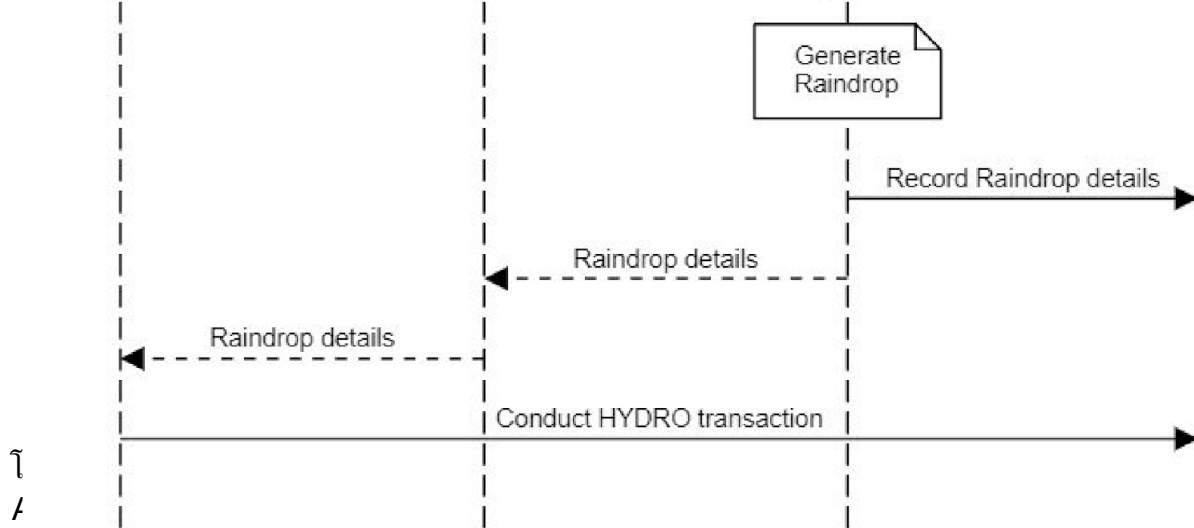 Generate
Raindrop
Record Raindrop details
Raindrop details
Raindrop details
Conduct HYDRO transaction